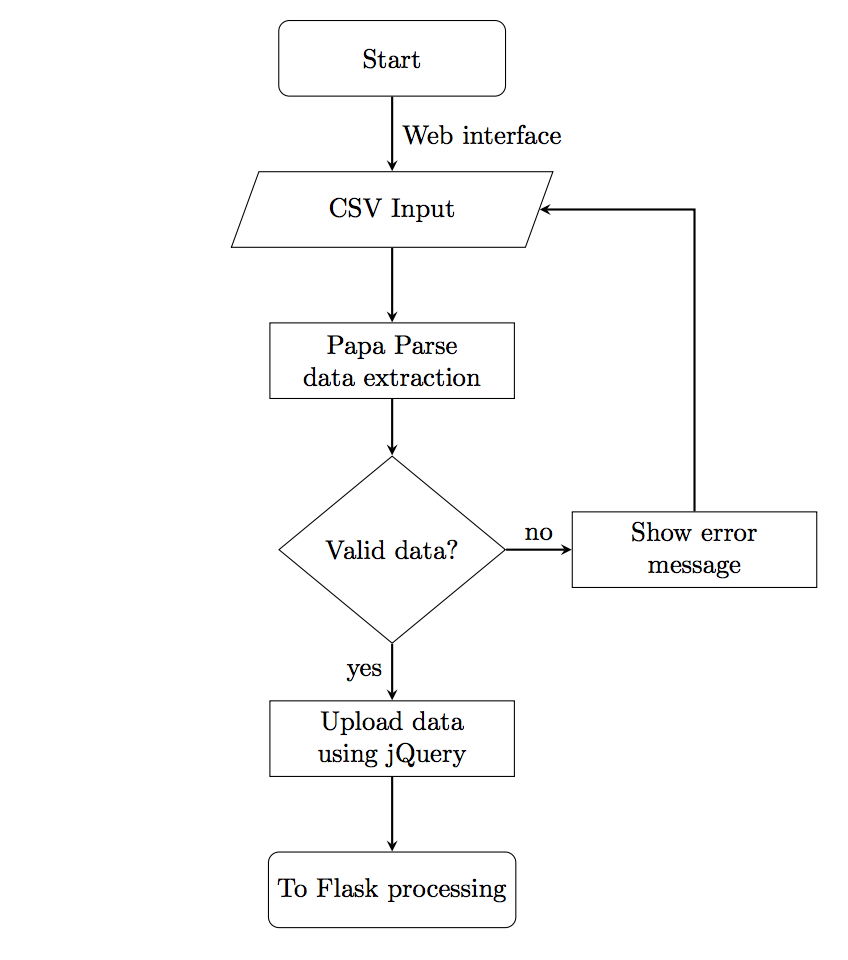 Start
Web interface
CSV Input
Papa Parse
data extraction
Valid data?
no
Show error
message
yes
Upload data
using jQuery
To Flask processing